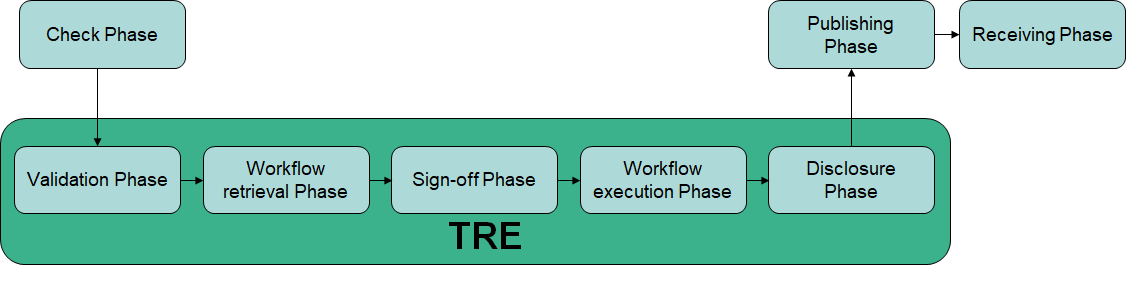 Check Phase
Publishing
Phase
Receiving Phase
Validation Phase
Workflow
retrieval Phase
Sign-off Phase
Workflow
execution Phase
Disclosure
Phase
TRE